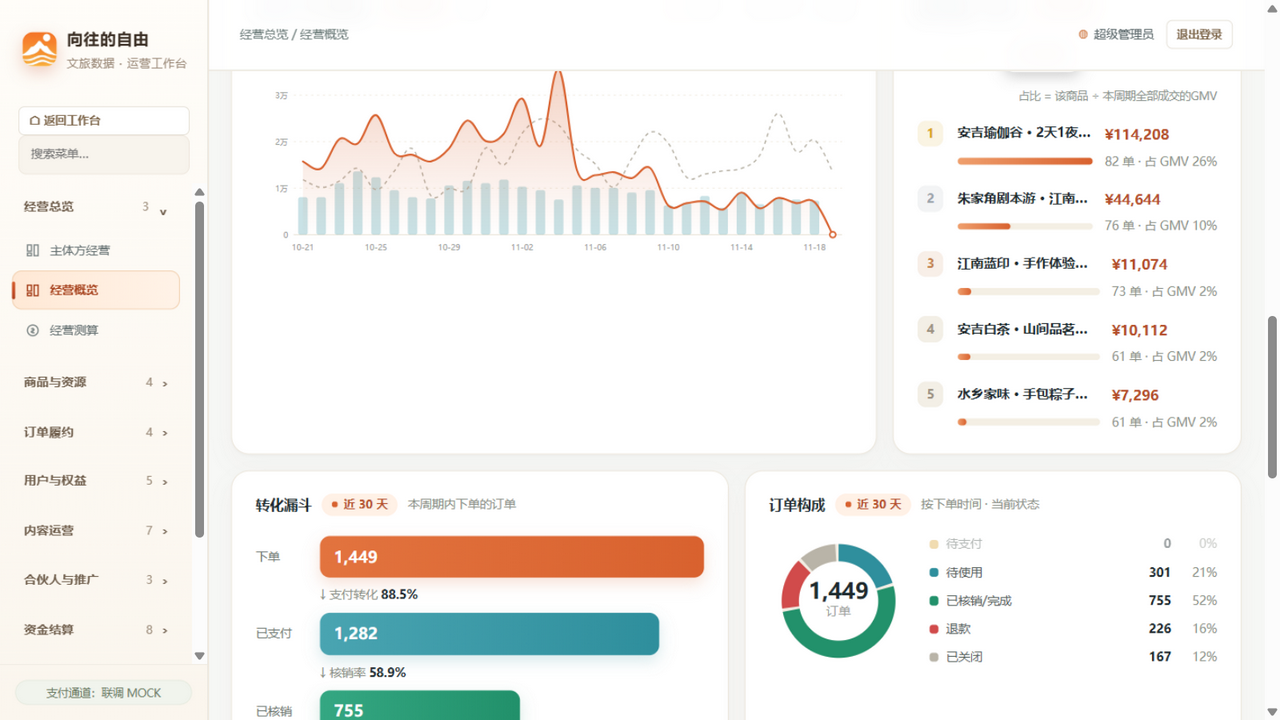 向往的自由
文旅数据 · 运营工作台
返回工作台
搜索菜单...
经营总览 3
主体方经营
经营概览
经营测算
商品与资源 4
订单履约 4
用户与权益 5
内容运营 7
合伙人与推广 3
资金结算 8
支付通道：联调 MOCK
经营总览 / 经营概览
超级管理员
退出登录
3万
2万
1万
0
10-21 10-25 10-29 11-02 11-06 11-10 11-14 11-18
占比 = 该商品 ÷ 本周期全部成交的GMV
1 安吉瑜伽谷 • 2天1夜... ¥114,208
82 单 · 占 GMV 26%
2 朱家角剧本游 • 江南... ¥44,644
76 单 · 占 GMV 10%
3 江南蓝印 • 手作体验... ¥11,074
73 单 · 占 GMV 2%
4 安吉白茶 • 山间品茗... ¥10,112
61 单 · 占 GMV 2%
5 水乡家味 • 手包粽子... ¥7,296
61 单 · 占 GMV 2%
转化漏斗 近 30 天 本周期内下单的订单
下单 1,449
↓ 支付转化 88.5%
已支付 1,282
↓ 核销率 58.9%
已核销 755
订单构成 近 30 天 按下单时间 · 当前状态
1,449
订单
待支付 0 0%
待使用 301 21%
已核销/完成 755 52%
退款 226 16%
已关闭 167 12%